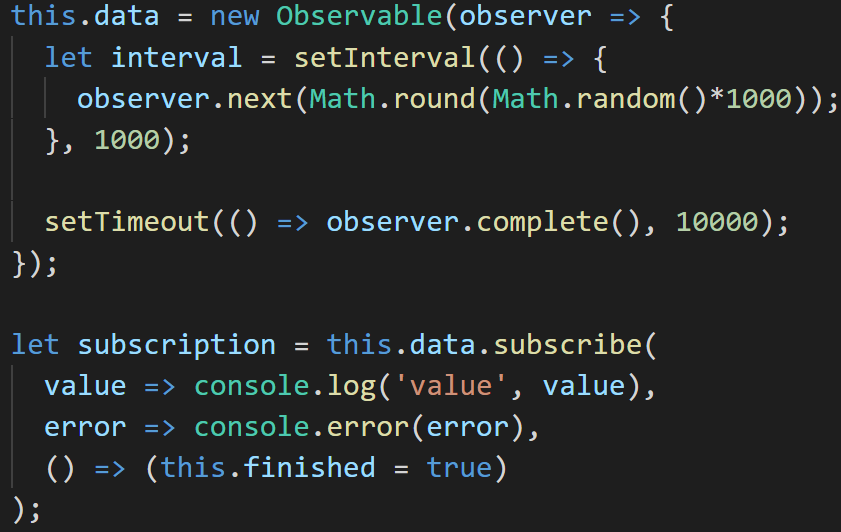 this.data = new Observable(observer => {
  let interval = setInterval(() => {
    observer.next(Math.round(Math.random()*1000));
  }, 1000);

  setTimeout(() => observer.complete(), 10000);
});

let subscription = this.data.subscribe(
  value => console.log('value', value),
  error => console.error(error),
  () => (this.finished = true)
);